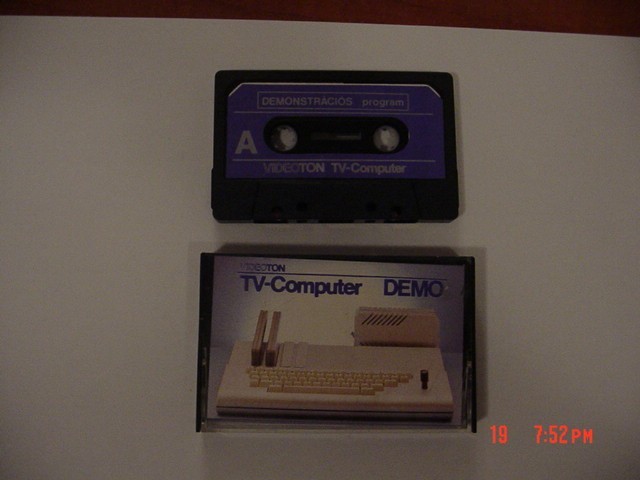 DEMONSTRÁCIÓS program
A
VIDEOTON TV-Computer
VIDEOTON
TV-Computer DEMO
19 7:52PM